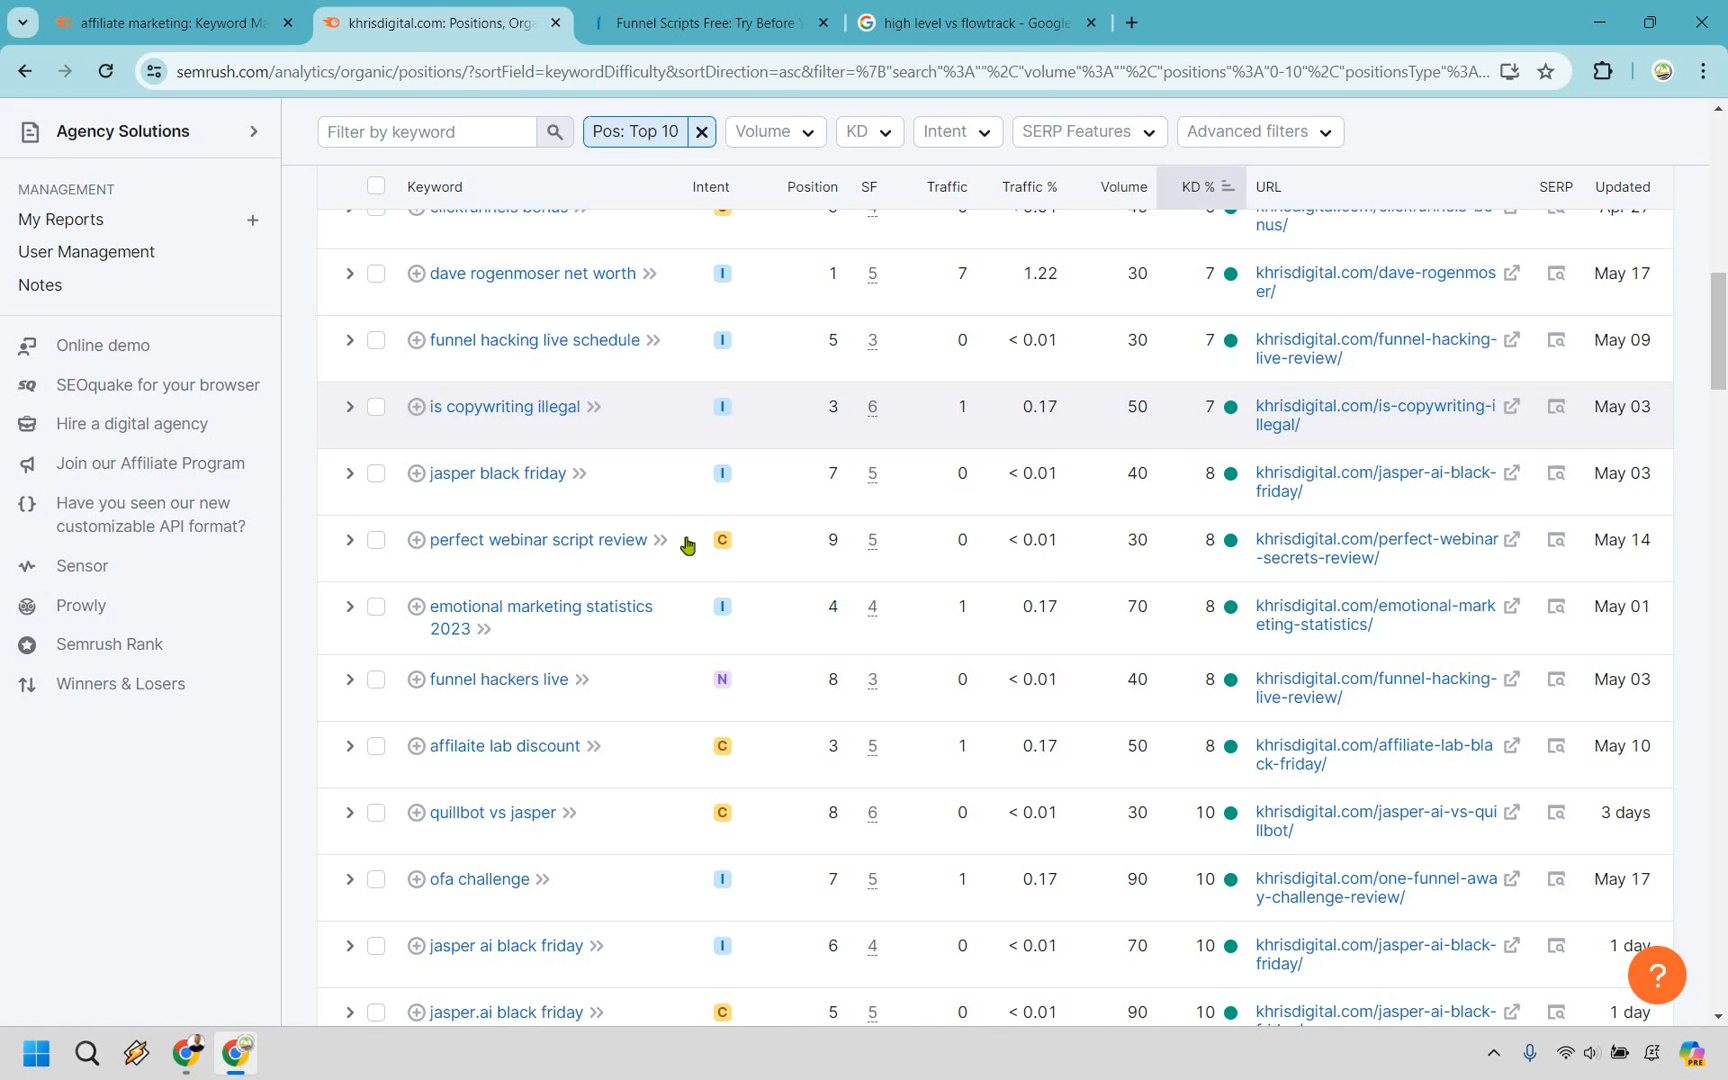 affiliate marketing: Keyword Ma
khrisdigital.com: Positions, Orga
Funnel Scripts Free: Try Before Y
high level vs flowtrack - Google
semrush.com/analytics/organic/positions/?sortField=keywordDifficulty&sortDirection=asc&filter=%7B"search"%3A""%2C"volume"%3A""%2C"positions"%3A"0-10"%2C"positionsType"%3A...
Agency Solutions
MANAGEMENT
My Reports
User Management
Notes
Online demo
SQ SEOquake for your browser
Hire a digital agency
Join our Affiliate Program
Have you seen our new
customizable API format?
Sensor
Prowly
Semrush Rank
Winners & Losers
Filter by keyword Pos: Top 10 Volume KD Intent SERP Features Advanced filters
Keyword Intent Position SF Traffic Traffic % Volume KD % URL SERP Updated
nus/
dave rogenmoser net worth I 1 5 7 1.22 30 7 khrisdigital.com/dave-rogenmos May 17
er/
funnel hacking live schedule I 5 3 0 < 0.01 30 7 khrisdigital.com/funnel-hacking- May 09
live-review/
is copywriting illegal I 3 6 1 0.17 50 7 khrisdigital.com/is-copywriting-i May 03
llegal/
jasper black friday I 7 5 0 < 0.01 40 8 khrisdigital.com/jasper-ai-black- May 03
friday/
perfect webinar script review C 9 5 0 < 0.01 30 8 khrisdigital.com/perfect-webinar May 14
-secrets-review/
emotional marketing statistics I 4 4 1 0.17 70 8 khrisdigital.com/emotional-mark May 01
2023 eting-statistics/
funnel hackers live N 8 3 0 < 0.01 40 8 khrisdigital.com/funnel-hacking- May 03
live-review/
affilaite lab discount C 3 5 1 0.17 50 8 khrisdigital.com/affiliate-lab-bla May 10
ck-friday/
quillbot vs jasper C 8 6 0 < 0.01 30 10 khrisdigital.com/jasper-ai-vs-qui 3 days
llbot/
ofa challenge I 7 5 1 0.17 90 10 khrisdigital.com/one-funnel-awa May 17
y-challenge-review/
jasper ai black friday I 6 4 0 < 0.01 70 10 khrisdigital.com/jasper-ai-black- 1 day
friday/
jasper.ai black friday C 5 5 0 < 0.01 90 10 khrisdigital.com/jasper-ai-black- 1 day
?
PRE